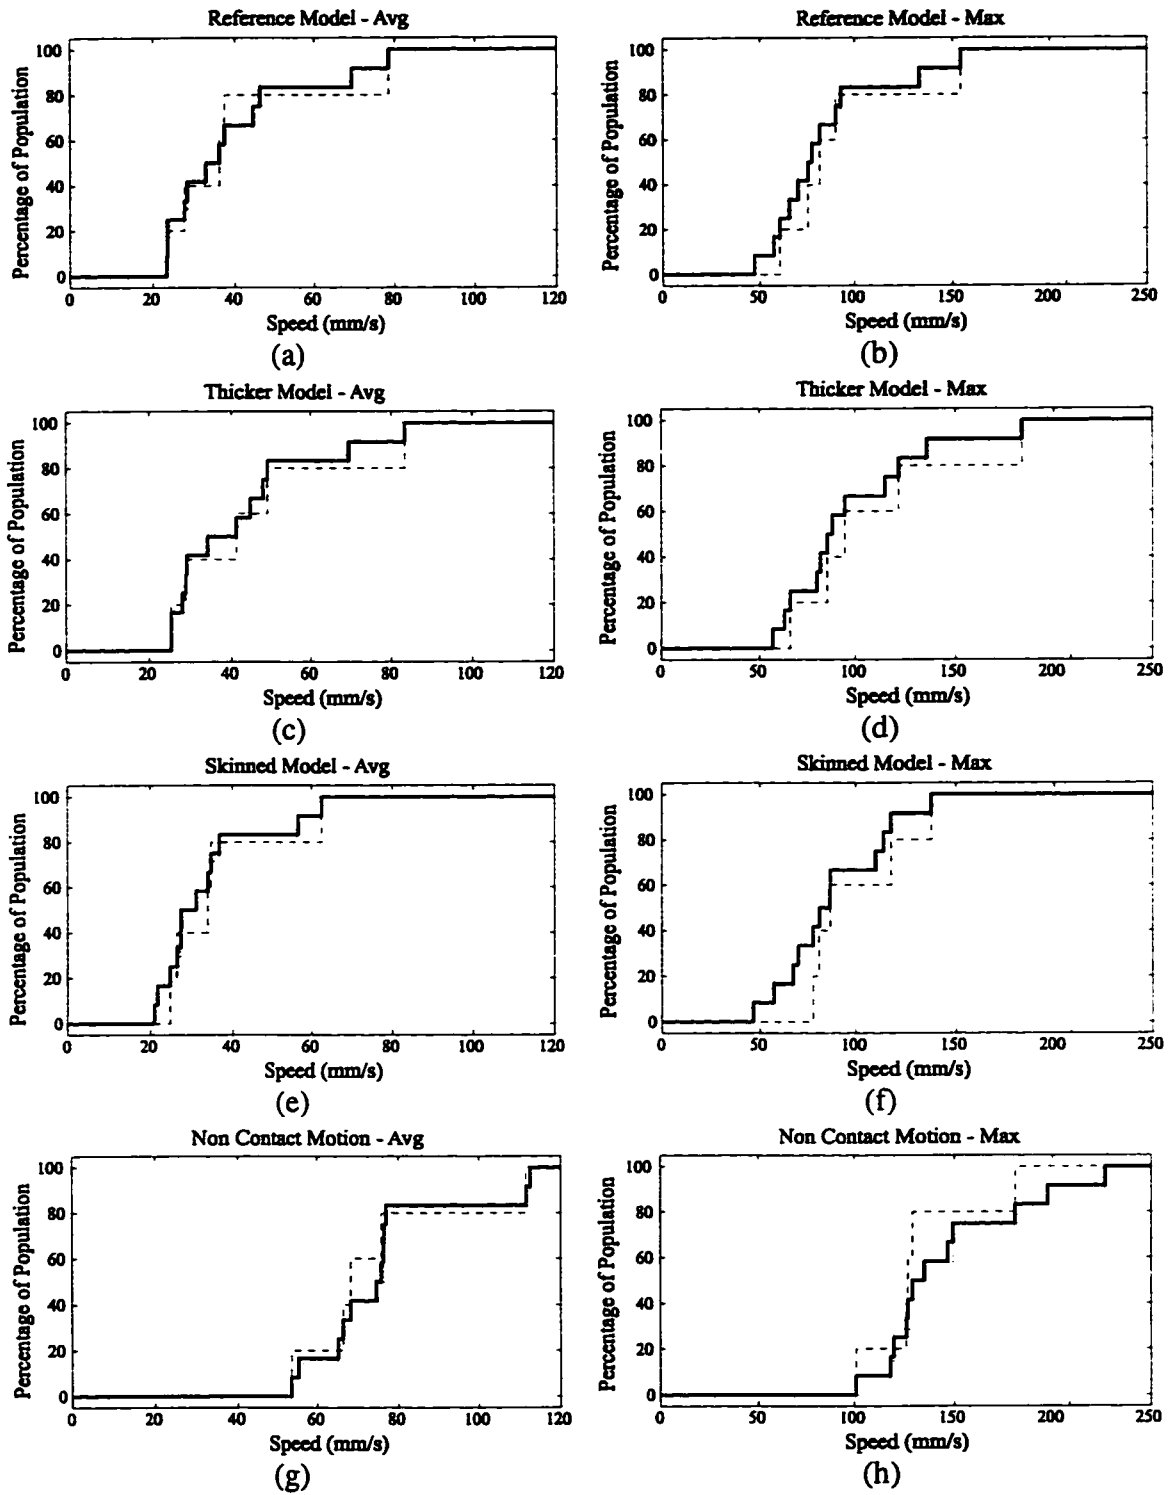 Reference Model - Avg
Percentage of Population
100
80
60
40
20
0
0 20 40 60 80 100 120
Speed (mm/s)
(a)
Reference Model - Max
Percentage of Population
100
80
60
40
20
0
0 50 100 150 200 250
Speed (mm/s)
(b)
Thicker Model - Avg
Percentage of Population
100
80
60
40
20
0
0 20 40 60 80 100 120
Speed (mm/s)
(c)
Thicker Model - Max
Percentage of Population
100
80
60
40
20
0
0 50 100 150 200 250
Speed (mm/s)
(d)
Skinned Model - Avg
Percentage of Population
100
80
60
40
20
0
0 20 40 60 80 100 120
Speed (mm/s)
(e)
Skinned Model - Max
Percentage of Population
100
80
60
40
20
0
0 50 100 150 200 250
Speed (mm/s)
(f)
Non Contact Motion - Avg
Percentage of Population
100
80
60
40
20
0
0 20 40 60 80 100 120
Speed (mm/s)
(g)
Non Contact Motion - Max
Percentage of Population
100
80
60
40
20
0
0 50 100 150 200 250
Speed (mm/s)
(h)